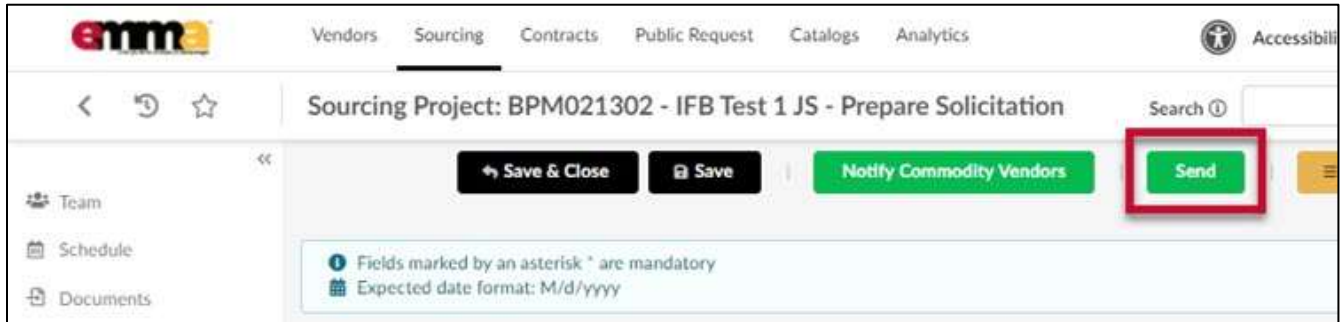 emma
Vendors Sourcing Contracts Public Request Catalogs Analytics Accessibili
Sourcing Project: BPM021302 - IFB Test 1 JS - Prepare Solicitation Search
Save & Close Save Notify Commodity Vendors Send
Team
Schedule
Documents
Fields marked by an asterisk * are mandatory
Expected date format: M/d/yyyy